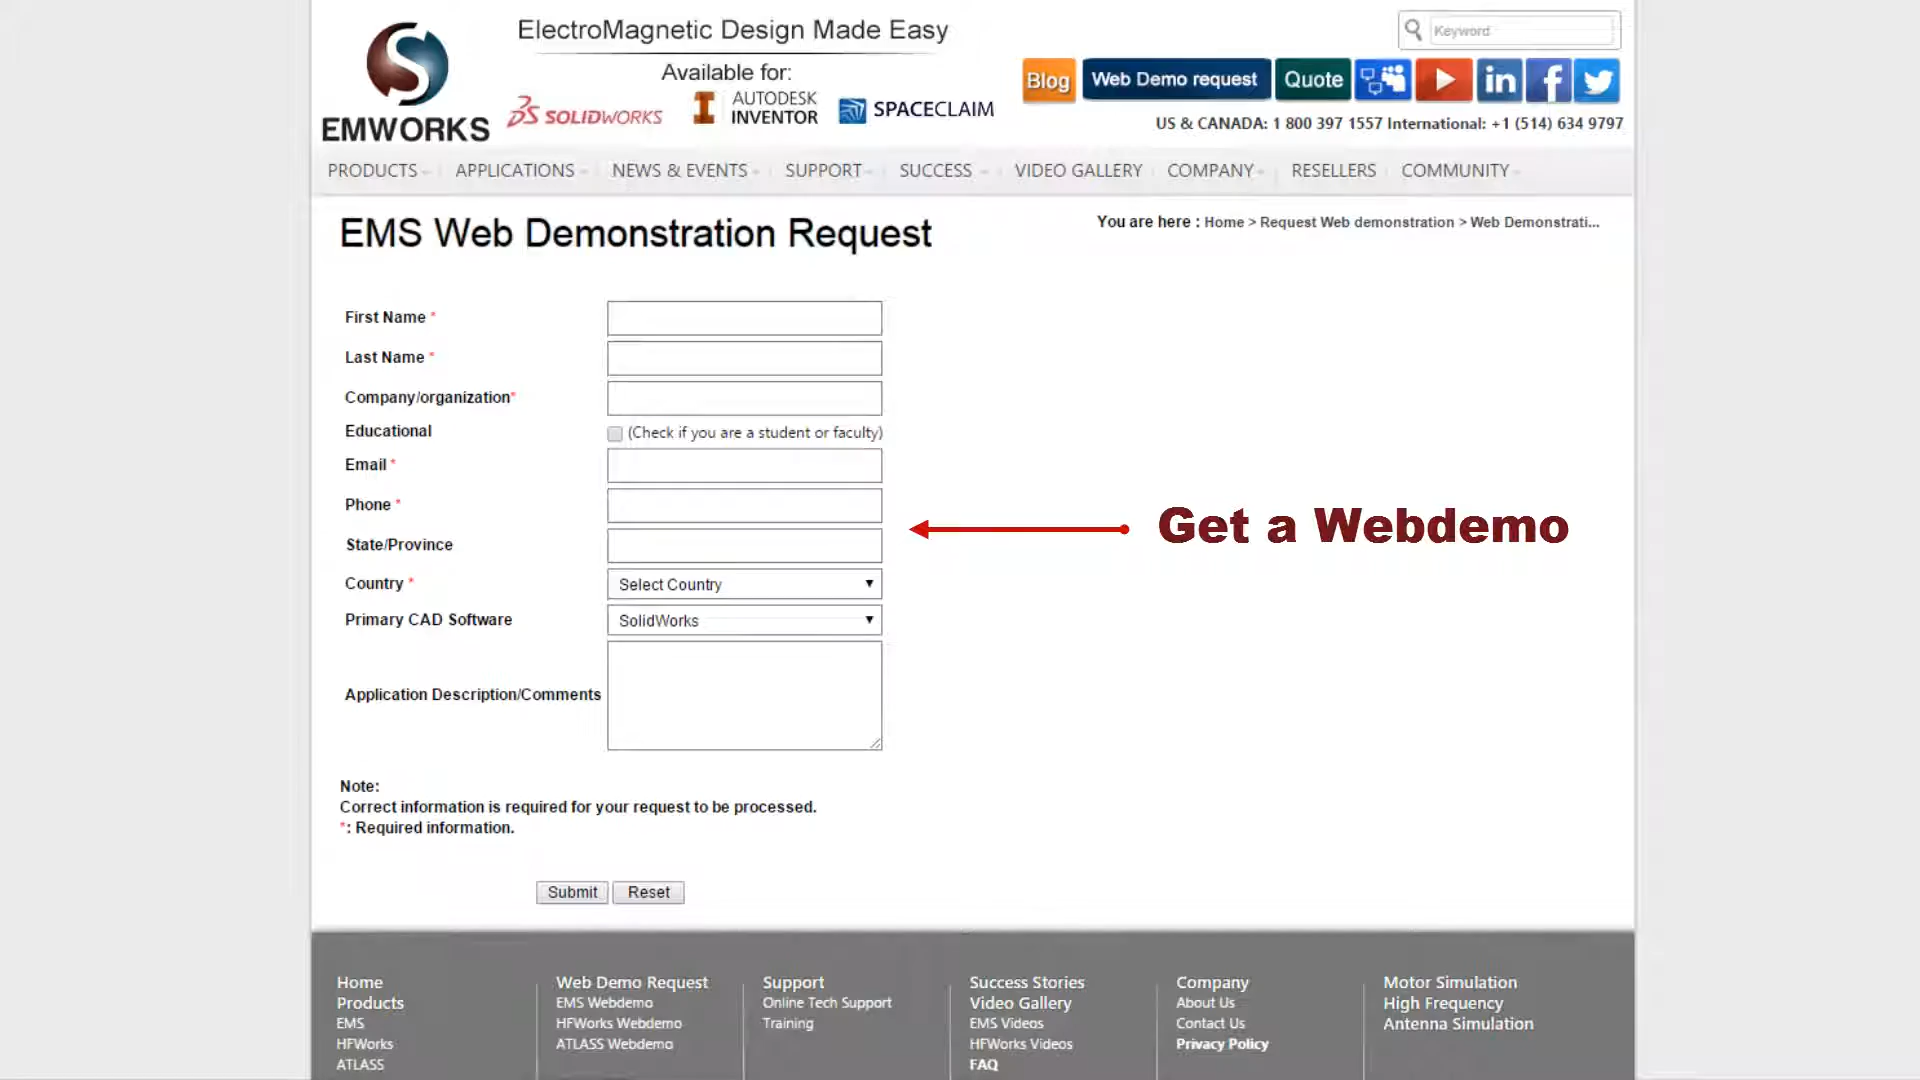 ElectroMagnetic Design Made Easy
Keyword
Available for:
EMWORKS
SOLIDWORKS
AUTODESK INVENTOR
SPACECLAIM
Blog
Web Demo request
Quote
US & CANADA: 1 800 397 1557 International: +1 (514) 634 9797
PRODUCTS APPLICATIONS NEWS & EVENTS SUPPORT SUCCESS VIDEO GALLERY COMPANY RESELLERS COMMUNITY
EMS Web Demonstration Request
You are here : Home > Request Web demonstration > Web Demonstrati...
First Name *
Last Name *
Company/organization*
Educational (Check if you are a student or faculty)
Email *
Phone *
State/Province
Country * Select Country
Primary CAD Software SolidWorks
Application Description/Comments
Get a Webdemo
Note:
Correct information is required for your request to be processed.
*: Required information.
Submit Reset
Home
Products
EMS
HFWorks
ATLASS
Web Demo Request
EMS Webdemo
HFWorks Webdemo
ATLASS Webdemo
Support
Online Tech Support
Training
Success Stories
Video Gallery
EMS Videos
HFWorks Videos
FAQ
Company
About Us
Contact Us
Privacy Policy
Motor Simulation
High Frequency
Antenna Simulation